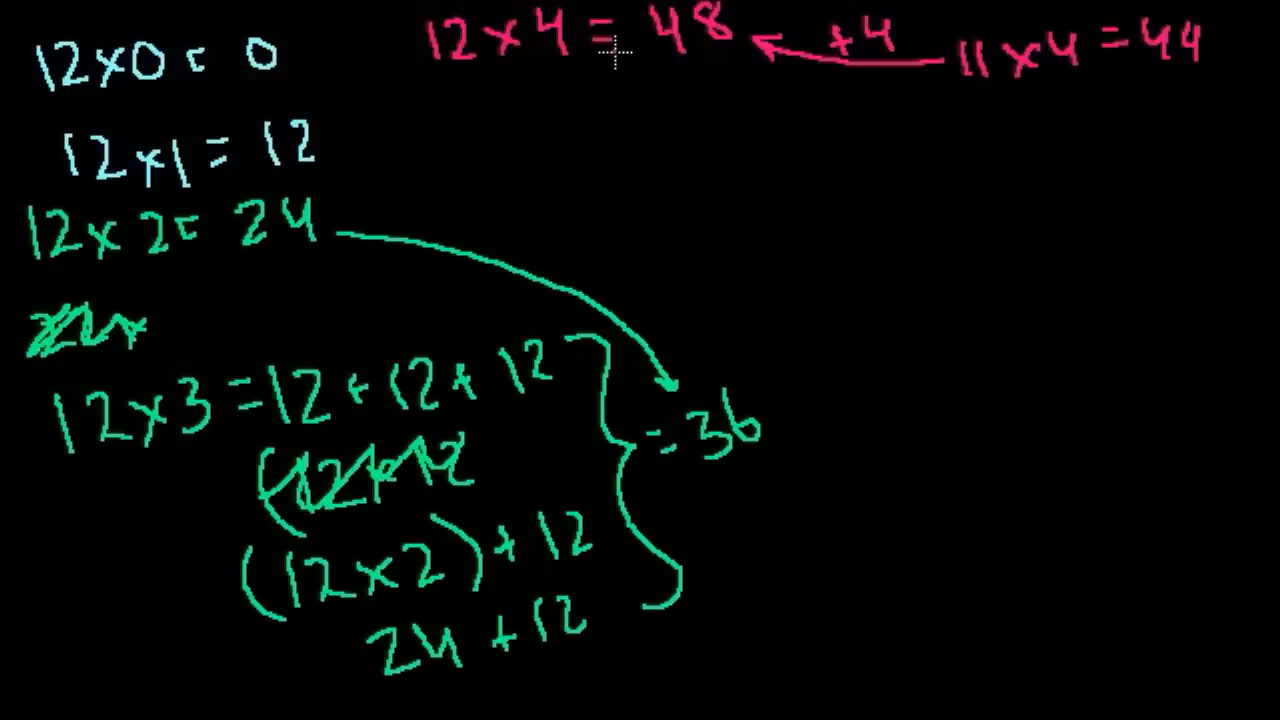 12 x 0 = 0
12 x 1 = 12
12 x 2 = 24
12 x 3 = 12 + 12 + 12
(12 x 2) + 12
24 + 12
= 36
12 x 4 = 48 +4 11 x 4 = 44